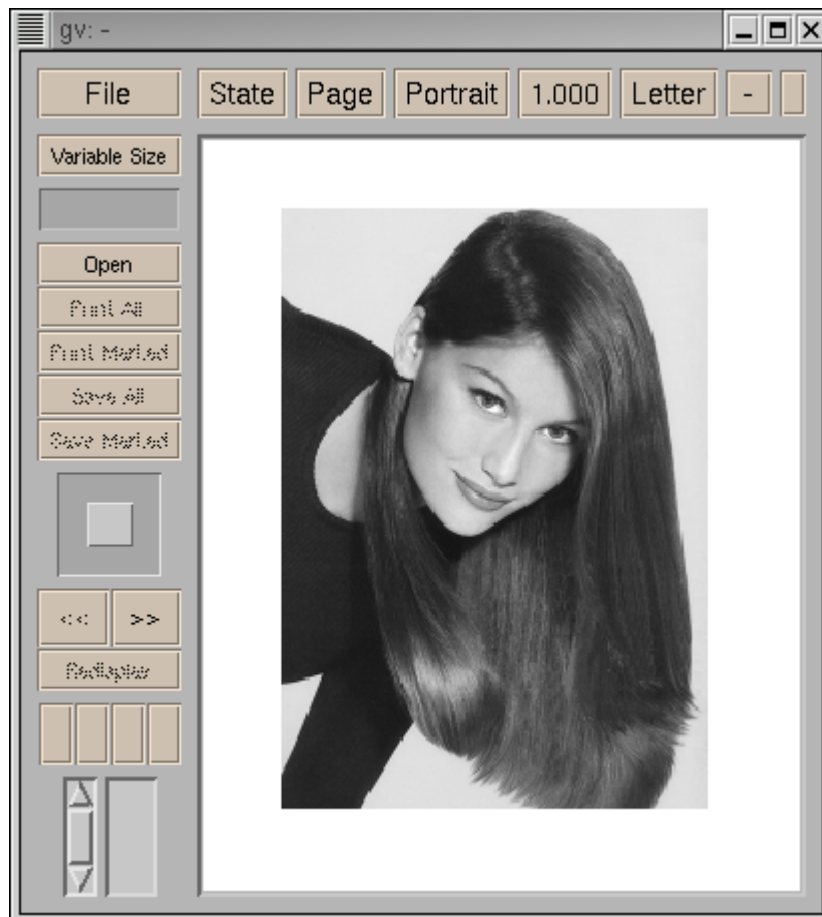 gv: -
File State Page Portrait 1.000 Letter -
Variable Size
Open
Print All
Print Marked
Save All
Save Marked
<< >>
Redisplay